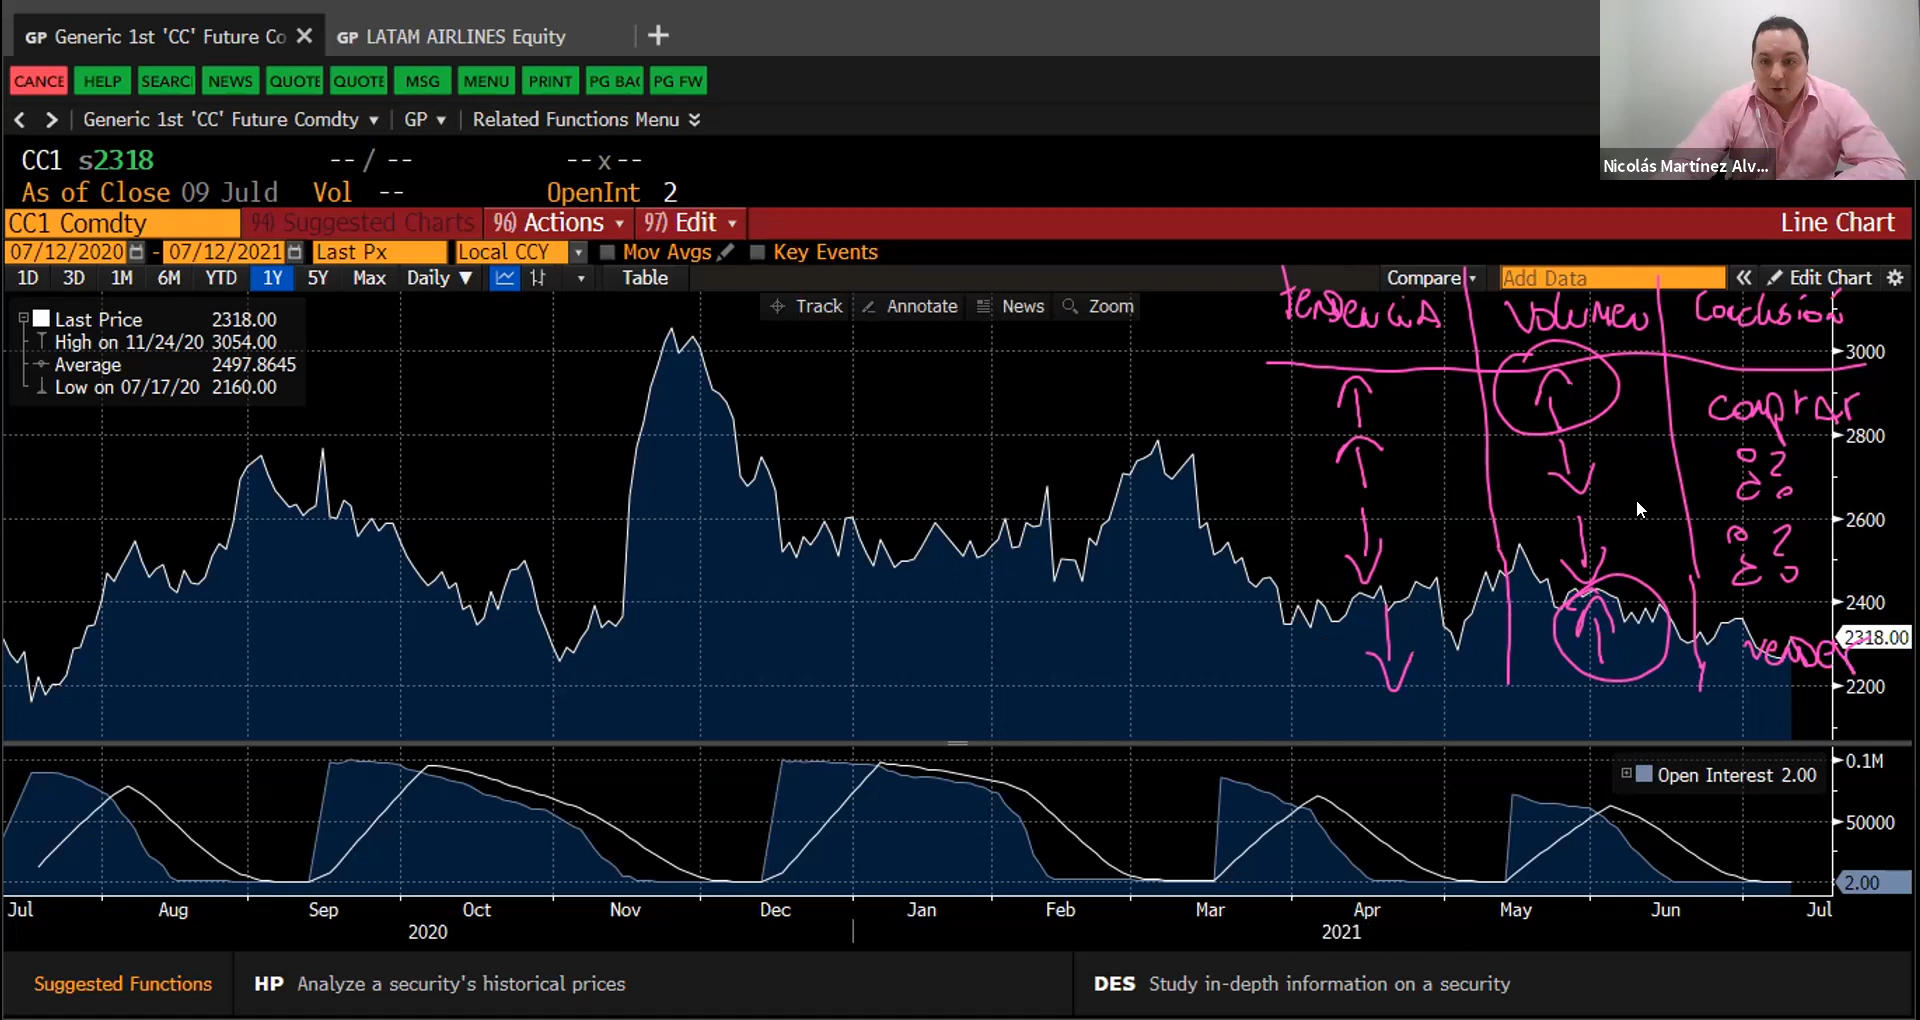 GP Generic 1st 'CC' Future Co X GP LATAM AIRLINES Equity +
CANCE HELP SEARC NEWS QUOTE QUOTE MSG MENU PRINT PG BA PG FW
Generic 1st 'CC' Future Comdty GP Related Functions Menu
CC1 s2318 -- / -- -- x --
As of Close 09 Juld Vol -- OpenInt 2
CC1 Comdty 94) Suggested Charts 96) Actions 97) Edit Line Chart
07/12/2020 - 07/12/2021 Last Px Local CCY Mov Avgs Key Events
1D 3D 1M 6M YTD 1Y 5Y Max Daily Table Compare Add Data « Edit Chart
Track Annotate News Zoom
Last Price 2318.00
High on 11/24/20 3054.00
Average 2497.8645
Low on 07/17/20 2160.00
Tendencia Volumen Conclusión
comprar
¿?
¿?
vender
3000
2800
2600
2400
2318.00
2200
Open Interest 2.00
0.1M
50000
2.00
Jul Aug Sep Oct Nov Dec Jan Feb Mar Apr May Jun Jul
2020 2021
Suggested Functions HP Analyze a security's historical prices DES Study in-depth information on a security
Nicolás Martínez Alv...